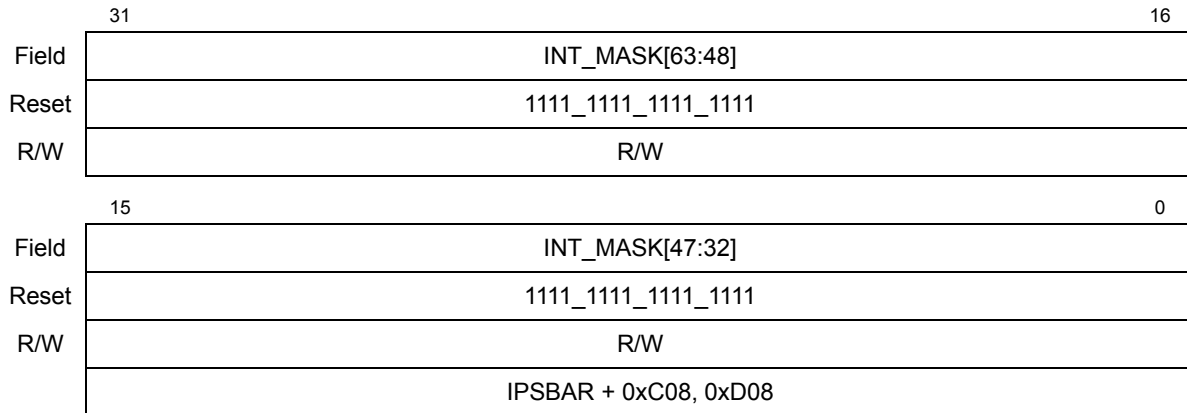 31 16
Field INT_MASK[63:48]
Reset 1111_1111_1111_1111
R/W R/W
15 0
Field INT_MASK[47:32]
Reset 1111_1111_1111_1111
R/W R/W
IPSBAR + 0xC08, 0xD08